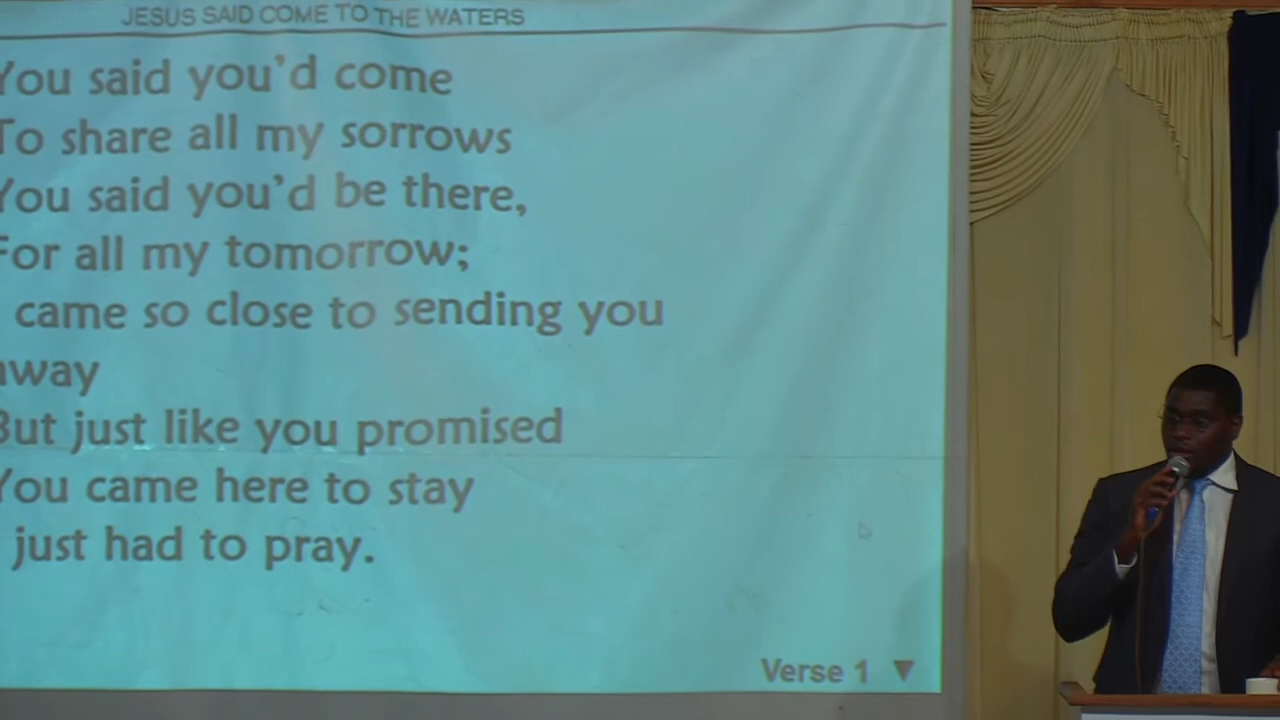 JESUS SAID COME TO THE WATERS
You said you'd come
To share all my sorrows
You said you'd be there,
For all my tomorrow;
came so close to sending you
away
But just like you promised
You came here to stay
just had to pray.
Verse 1 ▼